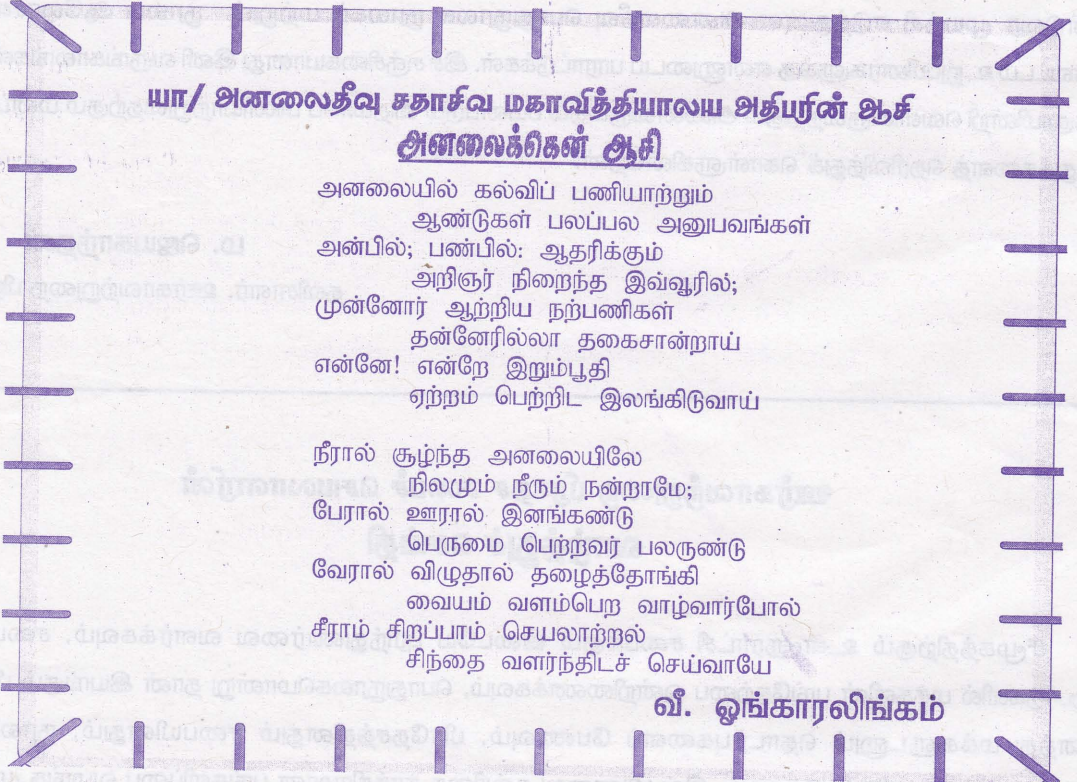 யா/ அனலைதீவு சதாசிவ மகாவித்தியாலய அதிபரின் ஆசி
அனலைக்கென் ஆசி
அனலையில் கல்விப் பணியாற்றும்
ஆண்டுகள் பலப்பல அனுபவங்கள்
அன்பில்; பண்பில்: ஆதரிக்கும்
அறிஞர் நிறைந்த இவ்வூரில;
முன்னோர் ஆற்றிய நற்பணிகள்
தன்னேரில்லா தகைசான்றாய்
என்னே! என்றே இறும்பூதி
ஏற்றம் பெற்றிட இலங்கிடுவாய்
நீரால் சூழ்ந்த அனலையிலே
நிலமும் நீரும் நன்றாமே;
பேரால் ஊரால் இனங்கண்டு
பெருமை பெற்றவர் பலருண்டு
வேரால் விழுதால் தழைத்தோங்கி
வையம் வளம்பெற வாழ்வார்போல்
சீராம் சிறப்பாம் செயலாற்றல்
சிந்தை வளர்ந்திடச் செய்வாயே
வீ. ஓங்காரலிங்கம்